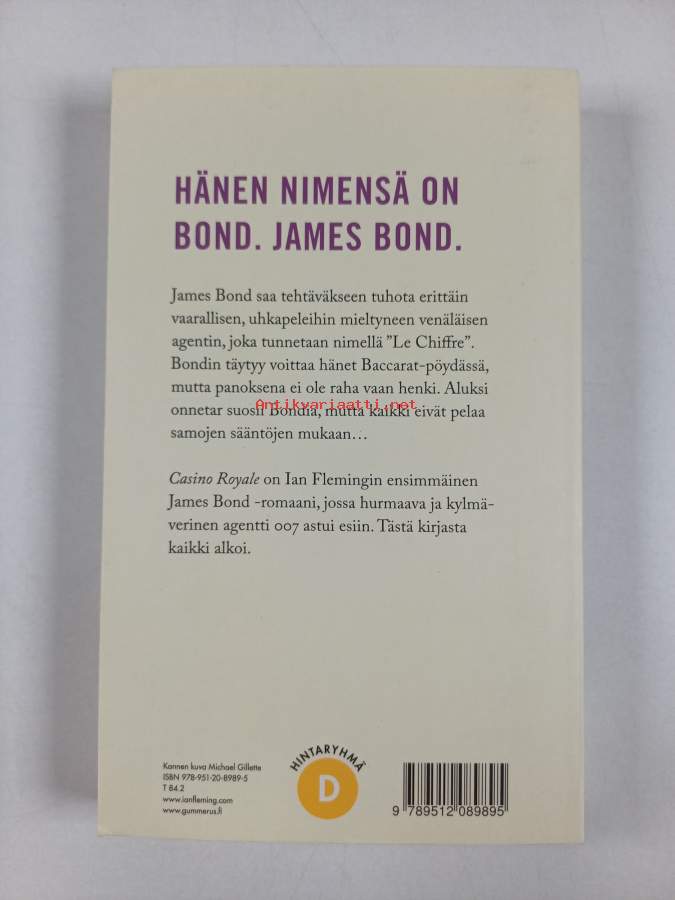 HÄNEN NIMENSÄ ON
BOND. JAMES BOND.
James Bond saa tehtäväkseen tuhota erittäin
vaarallisen, uhkapeleihin mieltyneen venäläisen
agentin, joka tunnetaan nimellä ”Le Chiffre”.
Bondin täytyy voittaa hänet Baccarat-pöydässä,
mutta panoksena ei ole raha vaan henki. Aluksi
Antikvariaatti.net
onnetar suosii Bondia, mutta kaikki eivät pelaa
samojen sääntöjen mukaan…
Casino Royale on Ian Flemingin ensimmäinen
James Bond -romaani, jossa hurmaava ja kylmä-
verinen agentti 007 astui esiin. Tästä kirjasta
kaikki alkoi.
Kannen kuva Michael Gillette
ISBN 978-951-20-8989-5
T 84.2
www.ianfleming.com
www.gummerus.fi
HINTARYHMÄ
D
9 789512 089895